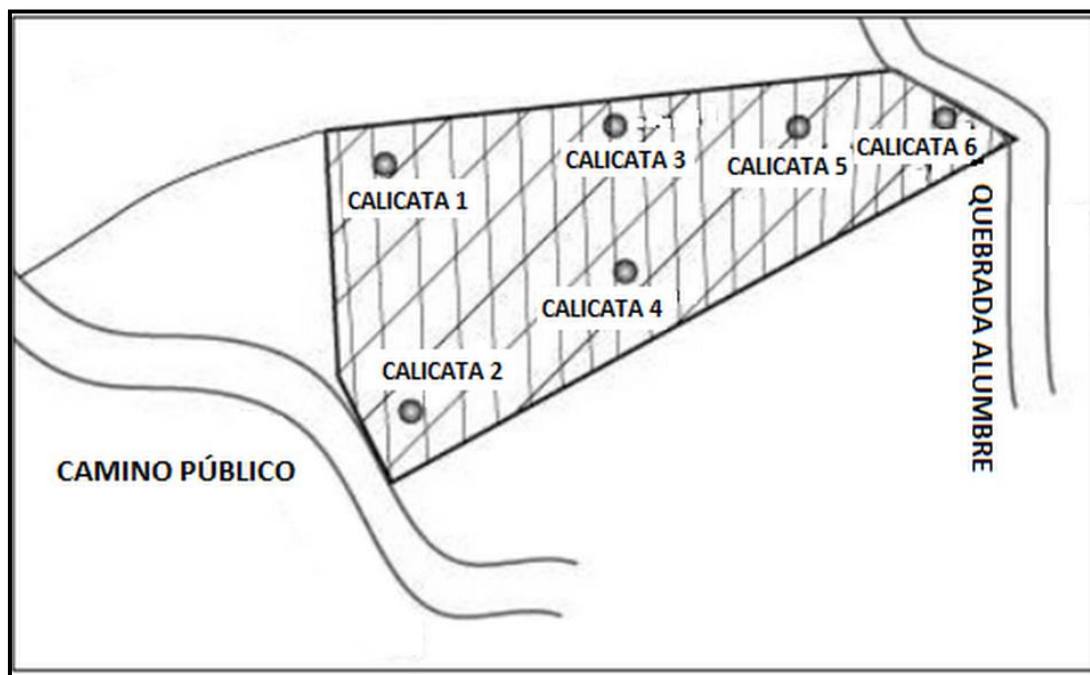 CALICATA 1
CALICATA 3
CALICATA 5
CALICATA 6
CALICATA 4
CALICATA 2
CAMINO PÚBLICO
QUEBRADA ALUMBRE